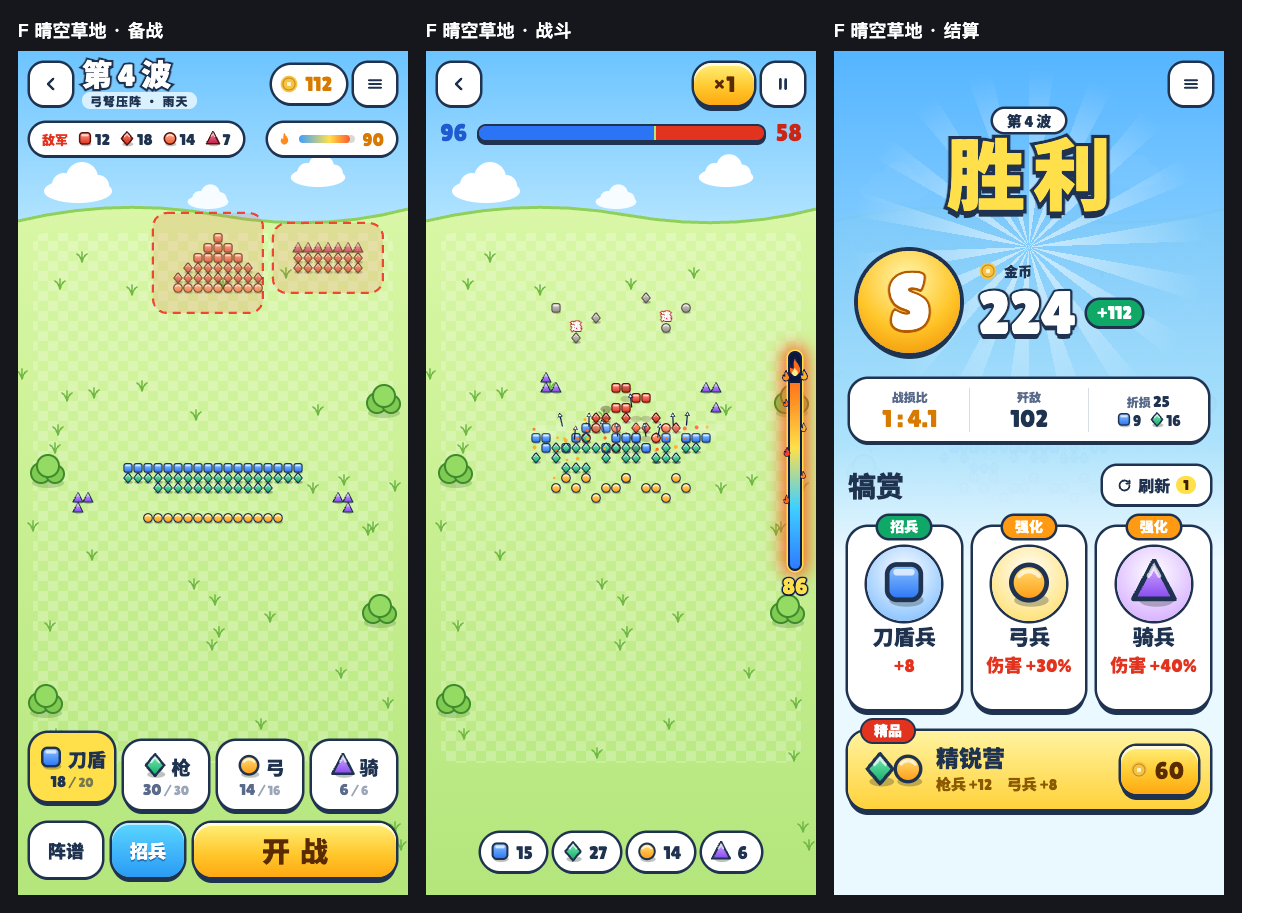 F 晴空草地 · 备战
第4波
弓弩压阵 · 雨天
112
敌军 12 18 14 7
90
刀盾 18/20
枪 30/30
弓 14/16
骑 6/6
阵谱
招兵
开战
F 晴空草地 · 战斗
×1
96
58
逃
逃
86
15
27
14
6
F 晴空草地 · 结算
第4波
胜利
S
金币
224
+112
战损比
1:4.1
歼敌
102
折损 25
9 16
犒赏
刷新 1
招兵
刀盾兵
+8
强化
弓兵
伤害 +30%
强化
骑兵
伤害 +40%
精品
精锐营
枪兵 +12 弓兵 +8
60